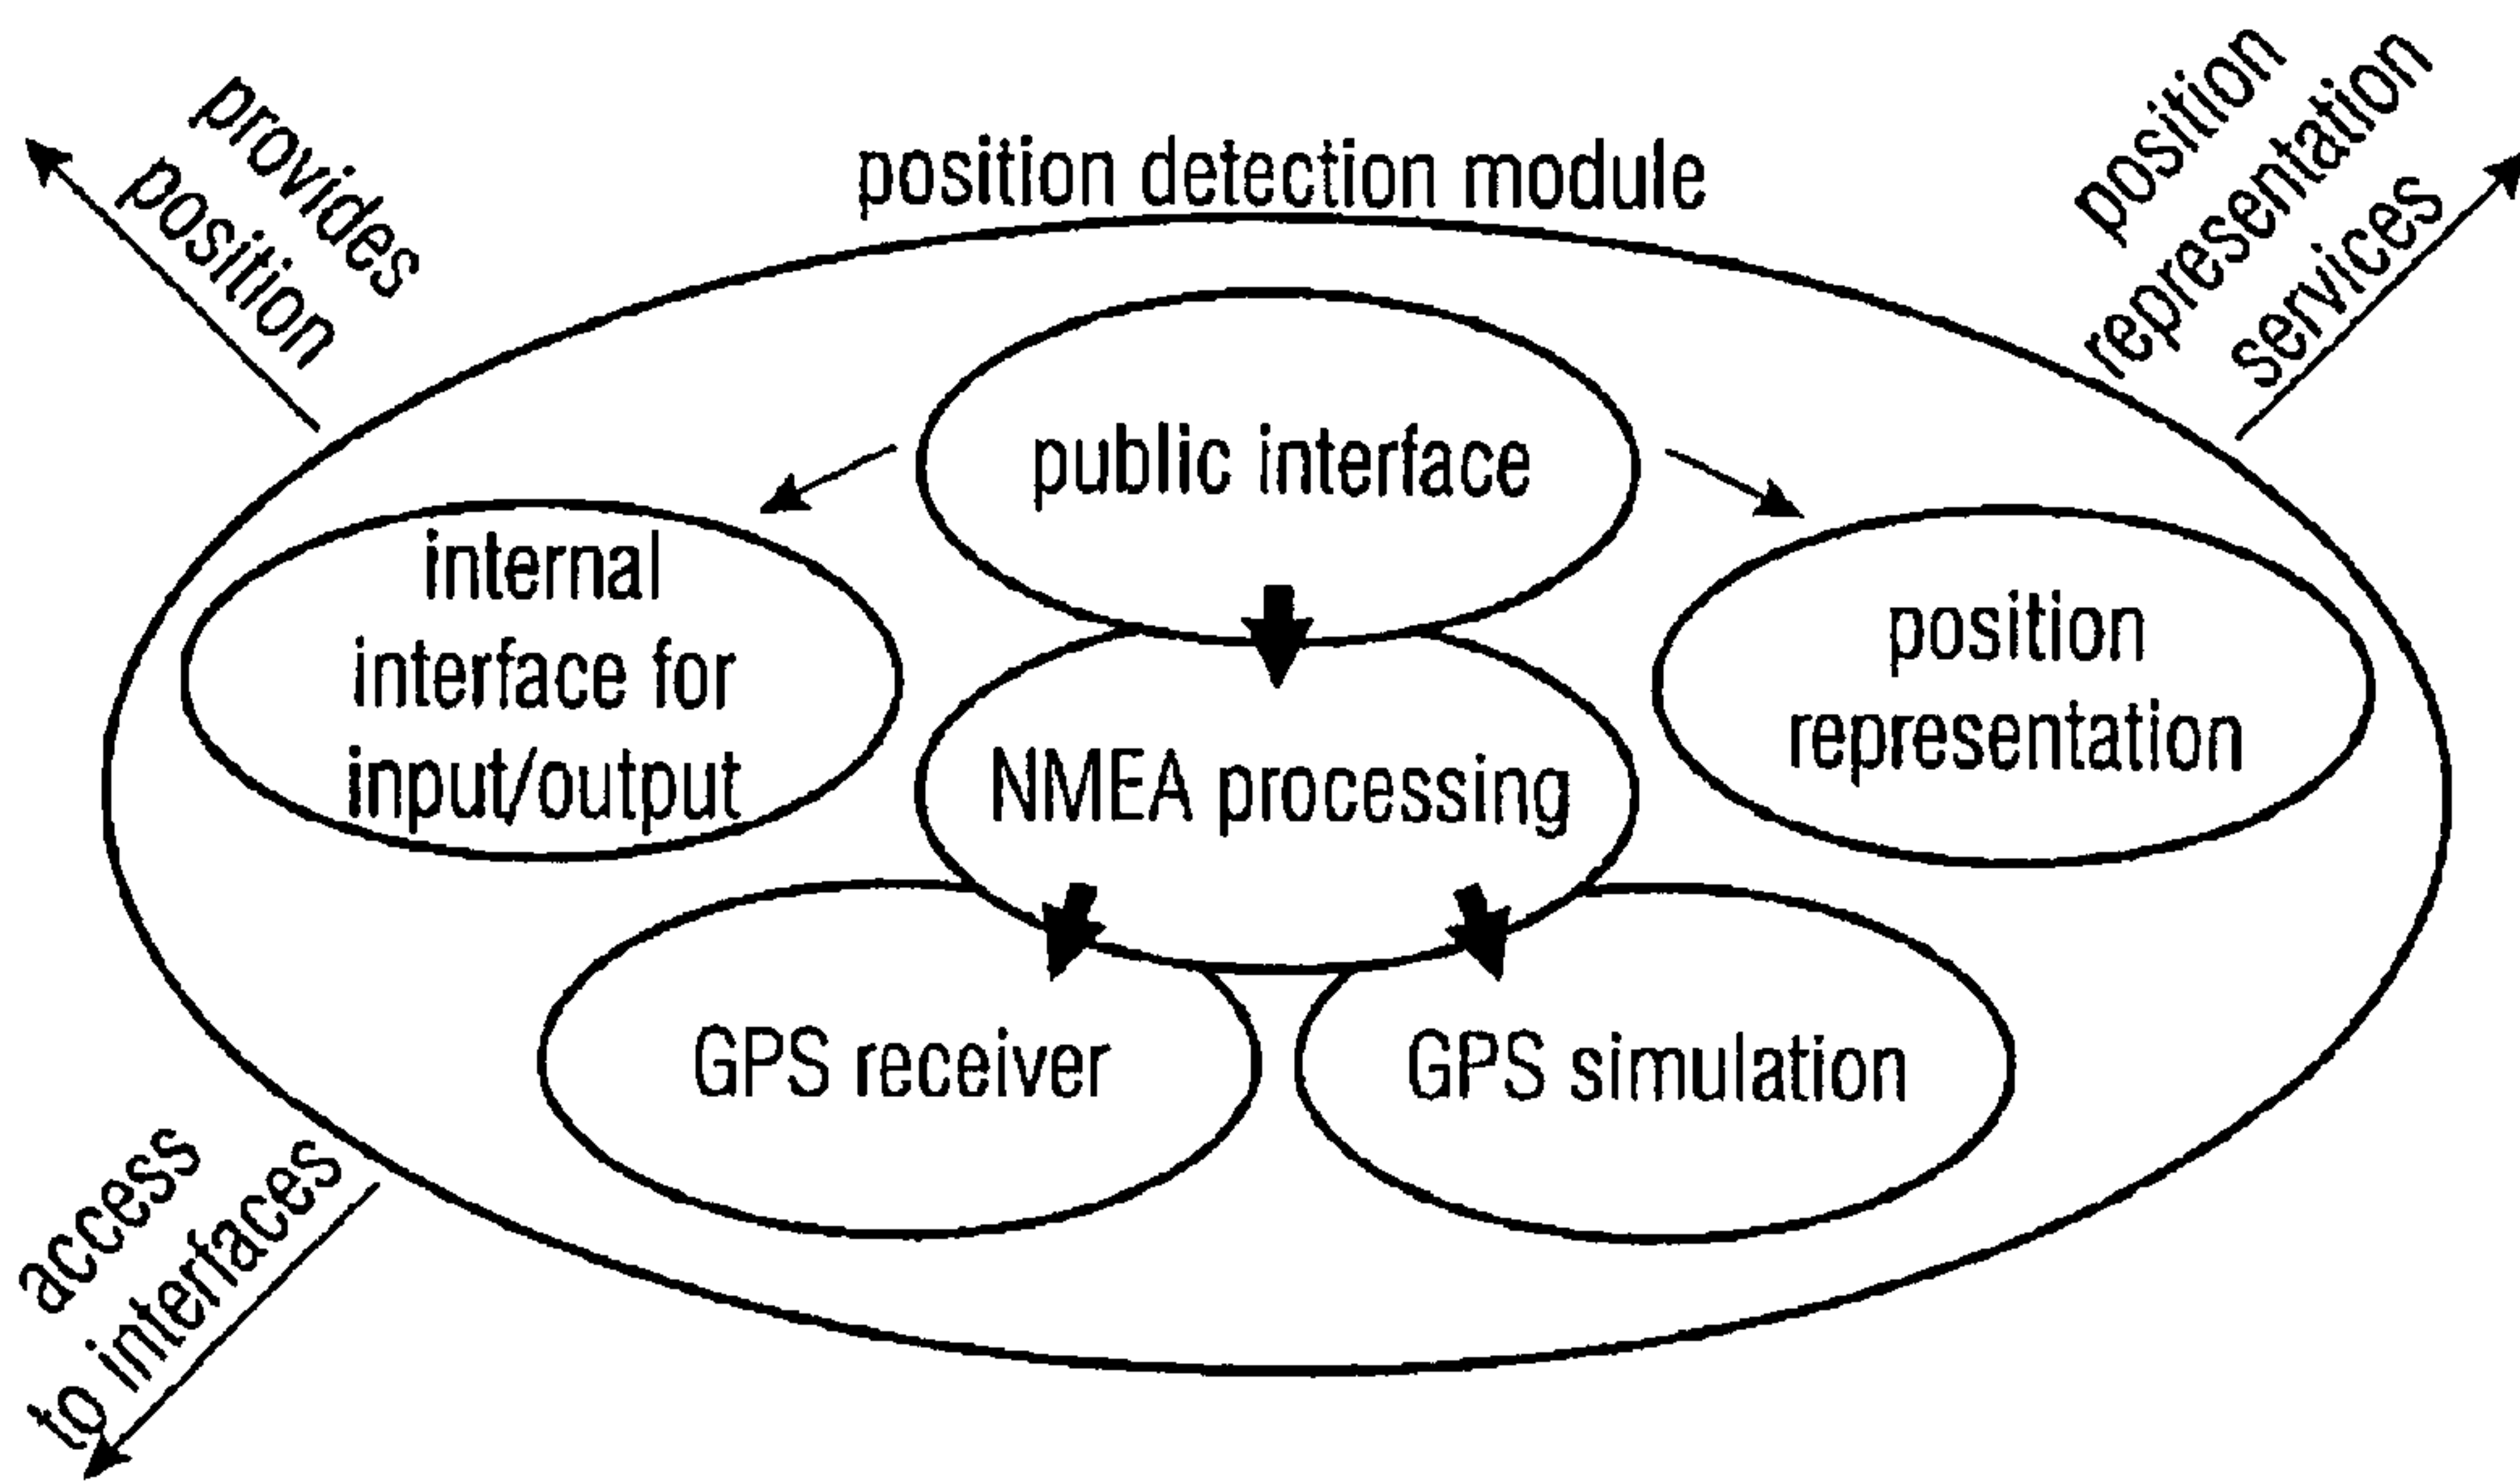 provides
position
position
representation
services
position detection module
public interface
internal
interface for
input/output
position
representation
NMEA processing
GPS receiver
GPS simulation
access
to interfaces